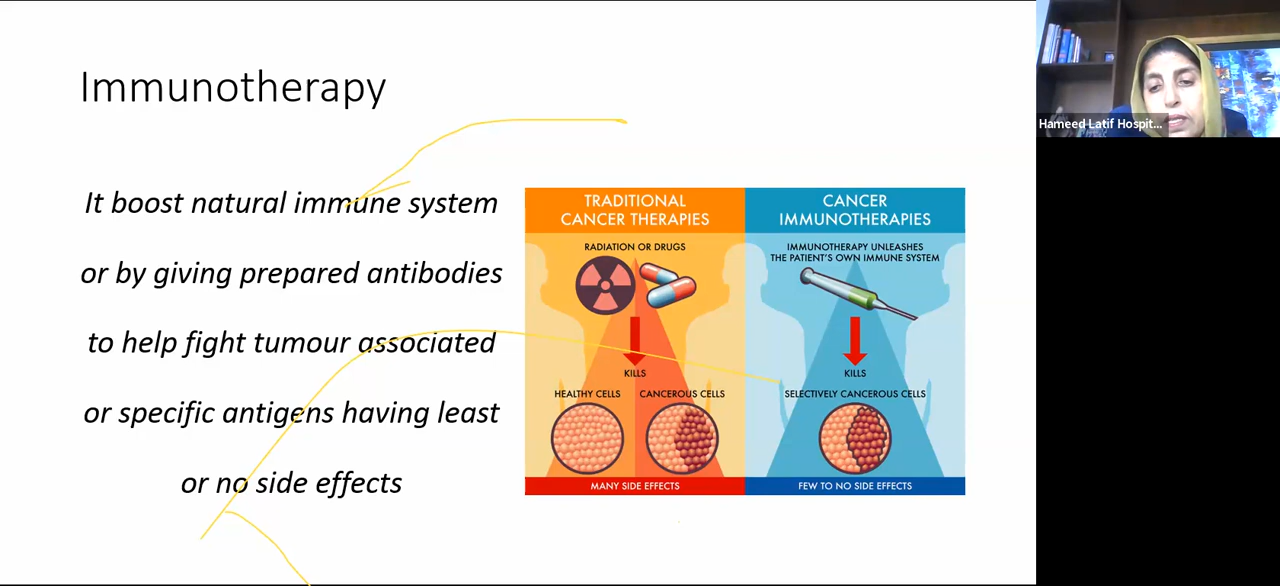 Immunotherapy
It boost natural immune system
or by giving prepared antibodies
to help fight tumour associated
or specific antigens having least
or no side effects
TRADITIONAL
CANCER THERAPIES
RADIATION OR DRUGS
KILLS
HEALTHY CELLS
CANCEROUS CELLS
MANY SIDE EFFECTS
CANCER
IMMUNOTHERAPIES
IMMUNOTHERAPY UNLEASHES
THE PATIENT'S OWN IMMUNE SYSTEM
KILLS
SELECTIVELY CANCEROUS CELLS
FEW TO NO SIDE EFFECTS
Hameed Latif Hospit...